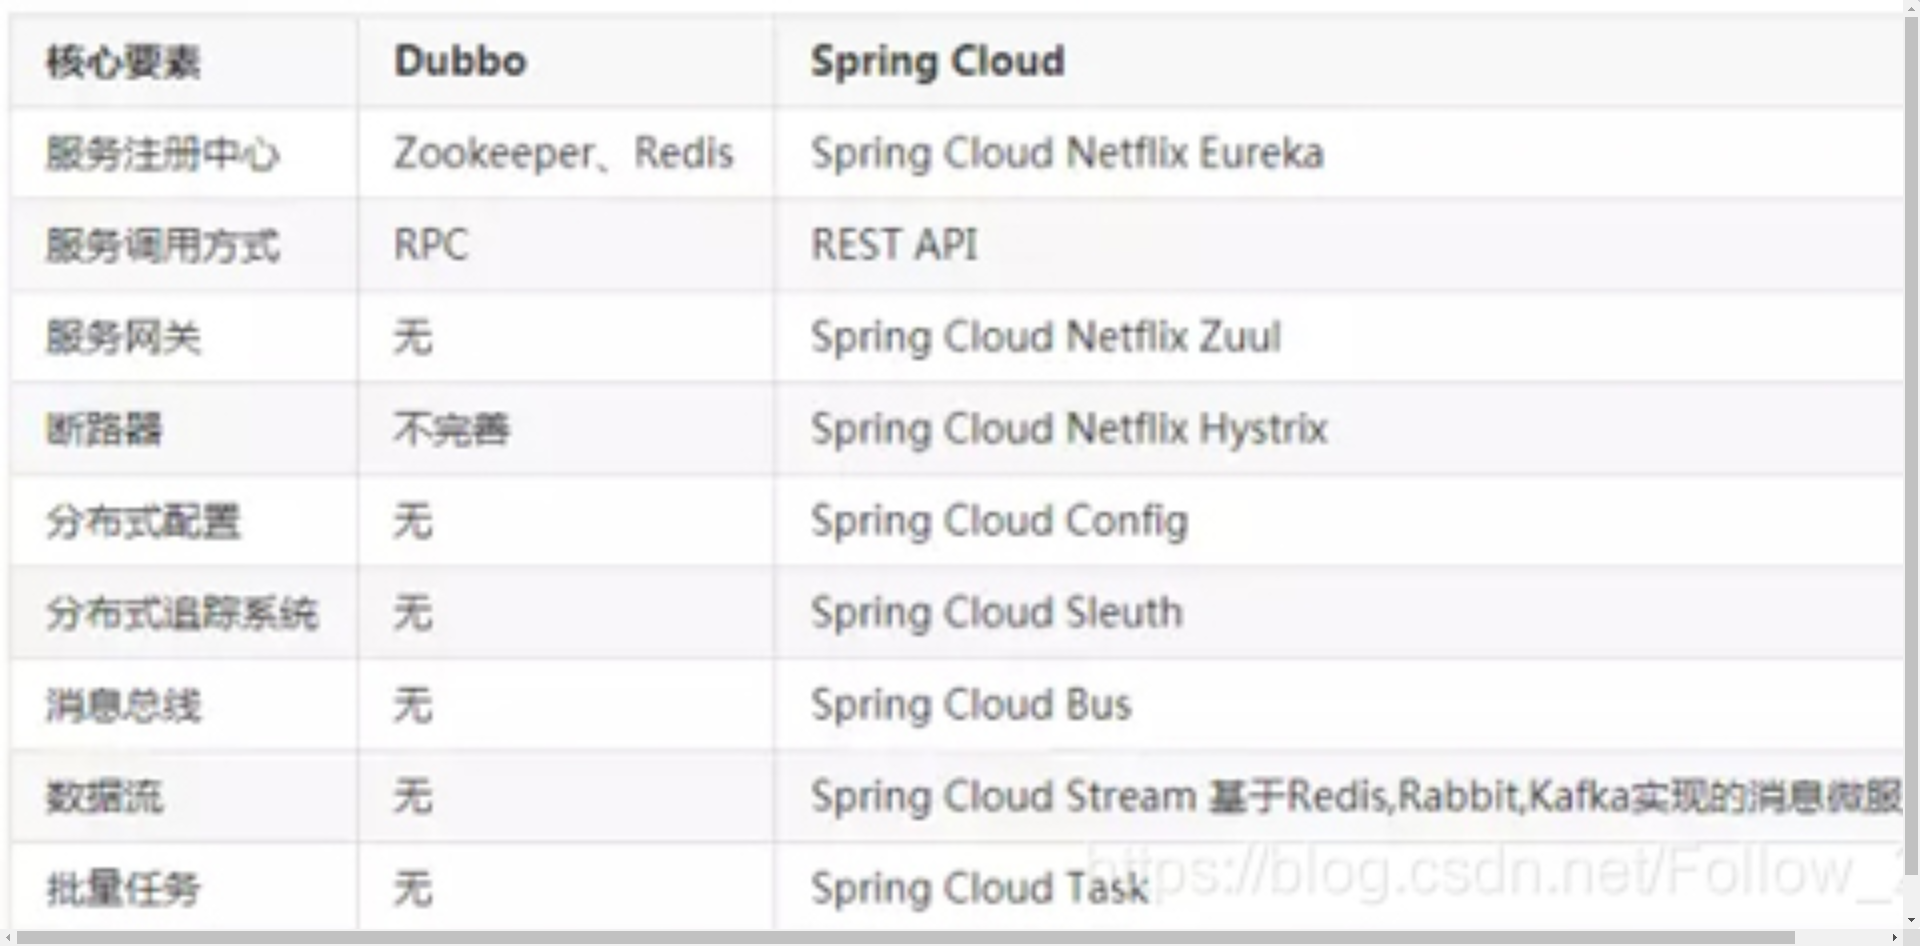 核心要素 Dubbo Spring Cloud
服务注册中心 Zookeeper、Redis Spring Cloud Netflix Eureka
服务调用方式 RPC REST API
服务网关 无 Spring Cloud Netflix Zuul
断路器 不完善 Spring Cloud Netflix Hystrix
分布式配置 无 Spring Cloud Config
分布式追踪系统 无 Spring Cloud Sleuth
消息总线 无 Spring Cloud Bus
数据流 无 Spring Cloud Stream 基于Redis,Rabbit,Kafka实现的消息微服
批量任务 无 Spring Cloud Task
https://blog.csdn.net/Follow_2